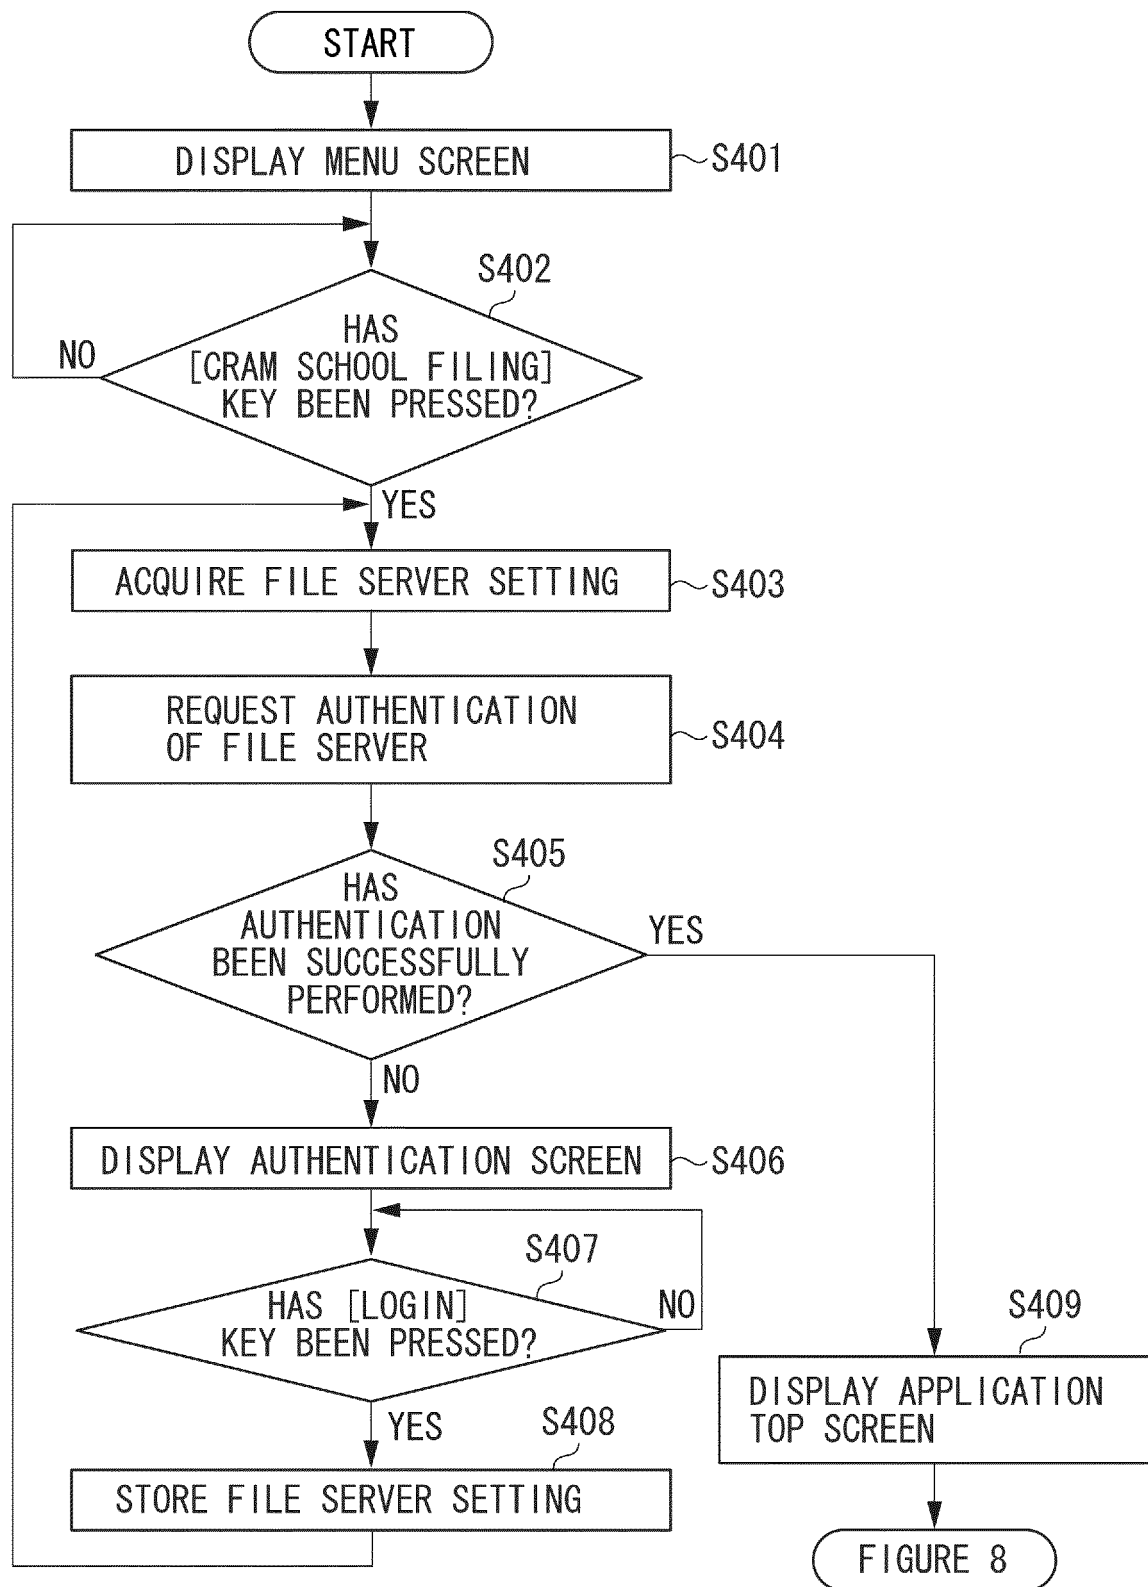 START
DISPLAY MENU SCREEN
S401
S402
HAS
[CRAM SCHOOL FILING]
KEY BEEN PRESSED?
NO
YES
ACQUIRE FILE SERVER SETTING
S403
REQUEST AUTHENTICATION
OF FILE SERVER
S404
S405
HAS
AUTHENTICATION
BEEN SUCCESSFULLY
PERFORMED?
YES
NO
DISPLAY AUTHENTICATION SCREEN
S406
S407
HAS [LOGIN]
KEY BEEN PRESSED?
NO
YES
S408
STORE FILE SERVER SETTING
S409
DISPLAY APPLICATION
TOP SCREEN
FIGURE 8